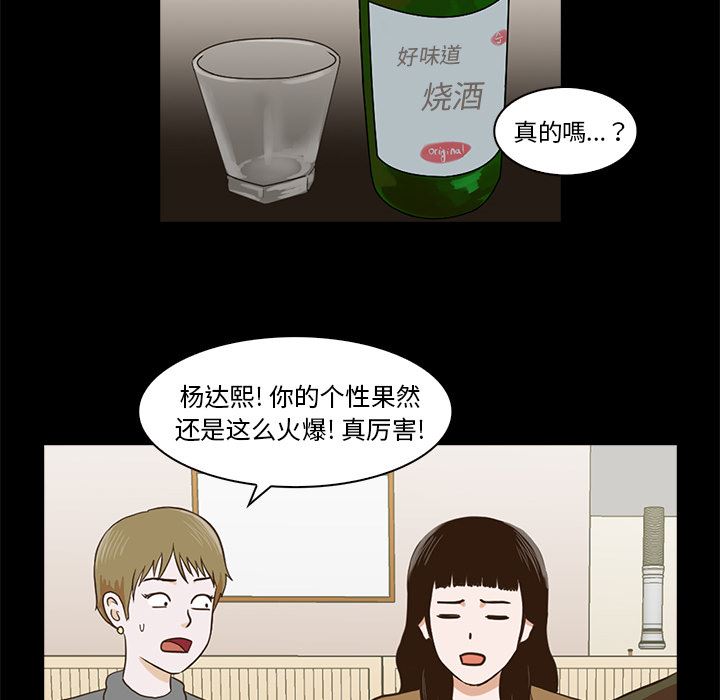 好味道
烧酒
original
真的嗎...？
杨达熙! 你的个性果然
还是这么火爆! 真厉害!